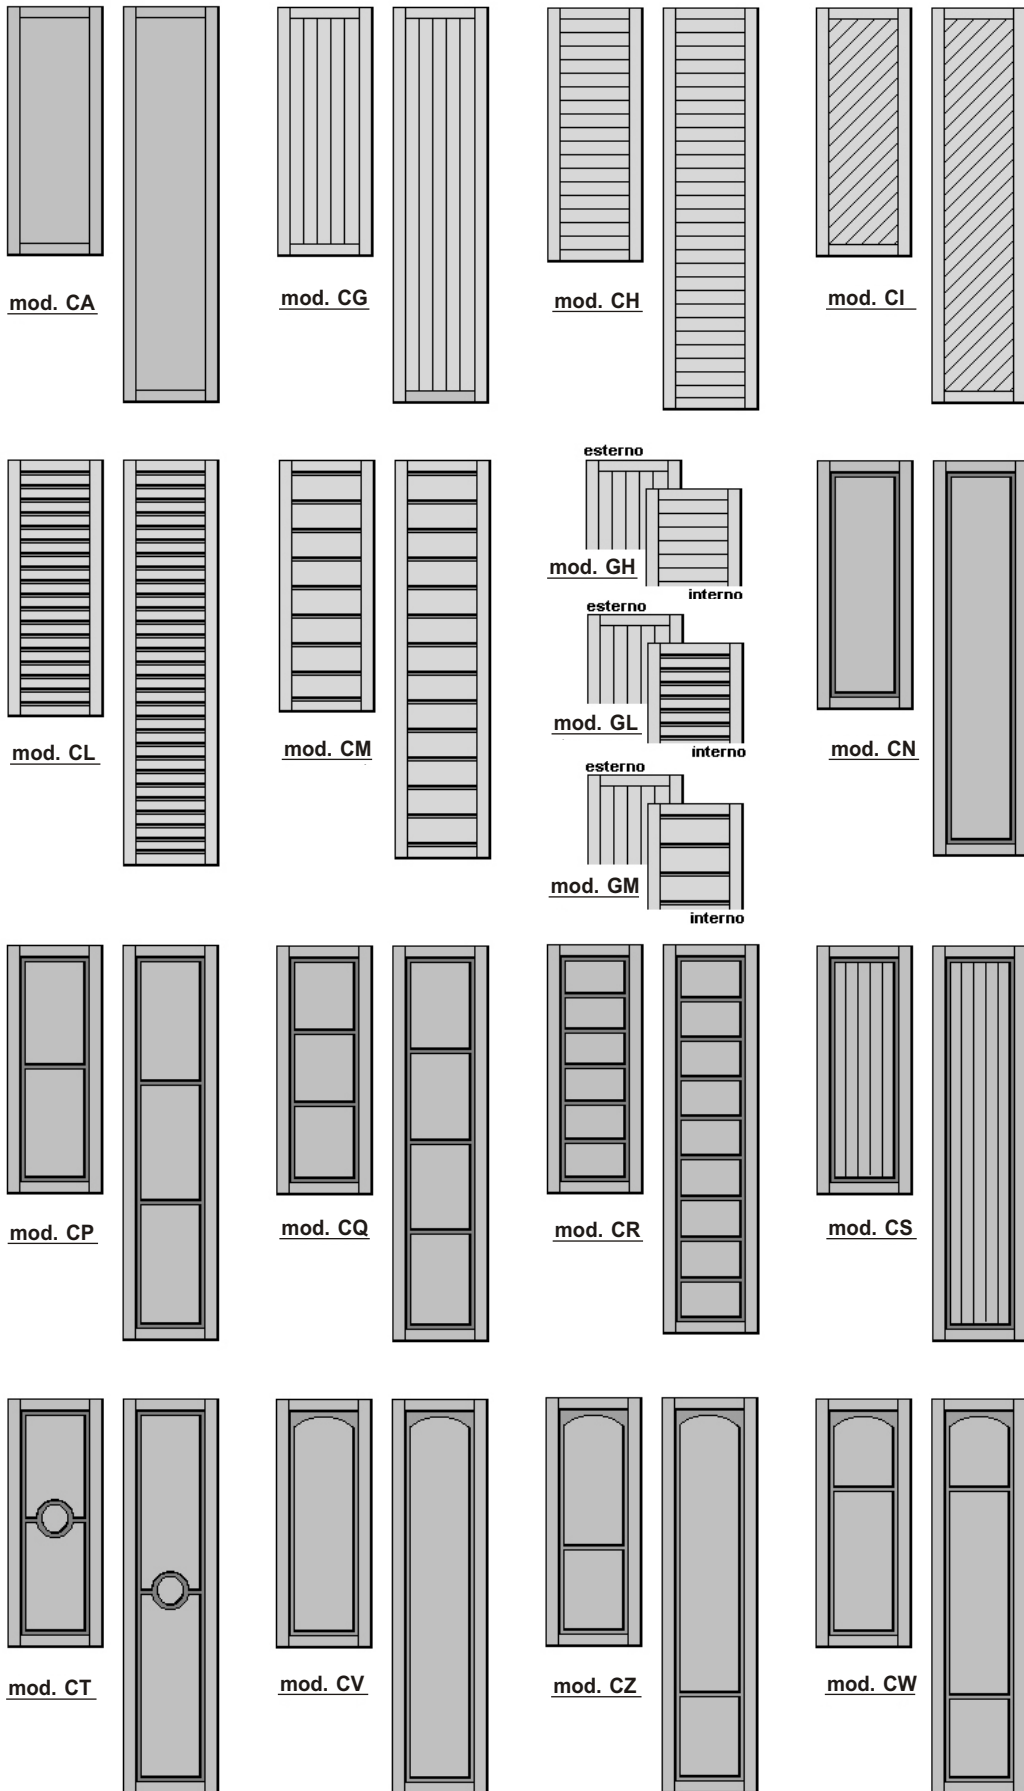 mod. CA
mod. CG
mod. CH
mod. CI
mod. CL
mod. CM
esterno
mod. GH
interno
esterno
mod. GL
interno
esterno
mod. GM
interno
mod. CN
mod. CP
mod. CQ
mod. CR
mod. CS
mod. CT
mod. CV
mod. CZ
mod. CW